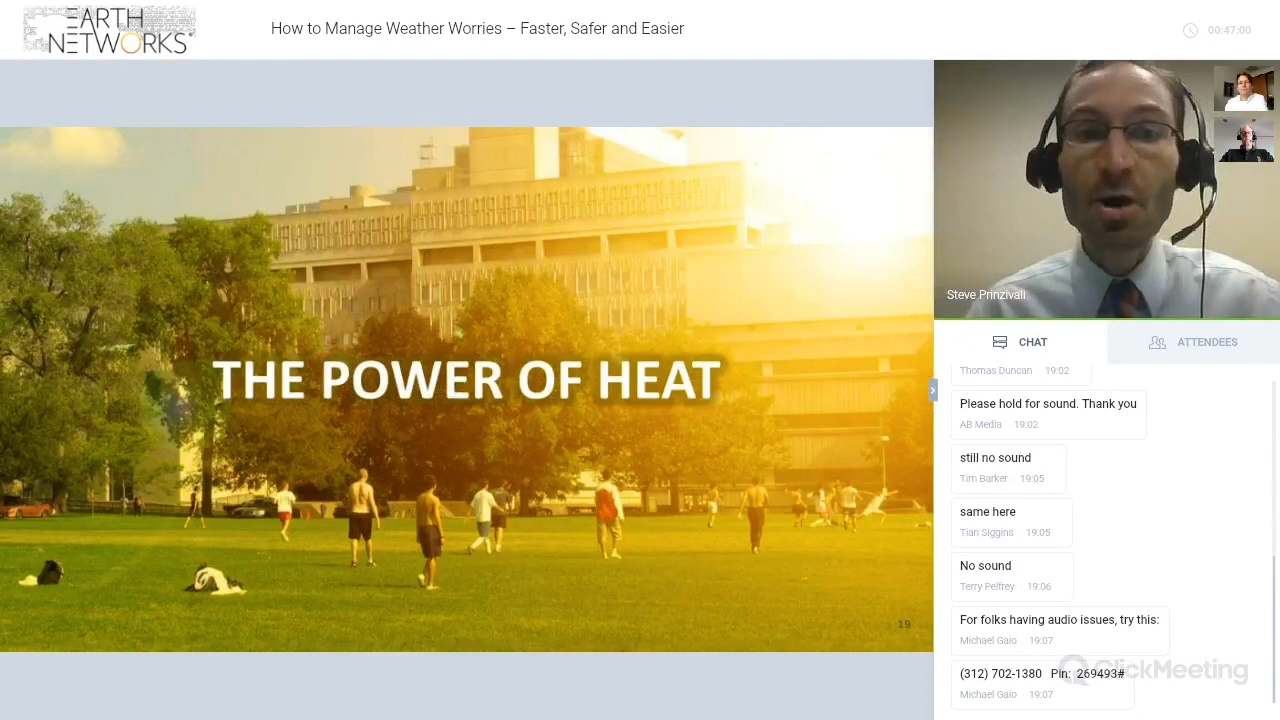 EARTH
NETWORKS
How to Manage Weather Worries – Faster, Safer and Easier
00:47:00
THE POWER OF HEAT
19
Steve Prinzivali
CHAT
ATTENDEES
Thomas Duncan 19:02
Please hold for sound. Thank you
AB Media 19:02
still no sound
Tim Barker 19:05
same here
Tian Siggins 19:05
No sound
Terry Pelfrey 19:06
For folks having audio issues, try this:
Michael Gaio 19:07
(312) 702-1380 Pin: 269493#
Michael Gaio 19:07
ClickMeeting